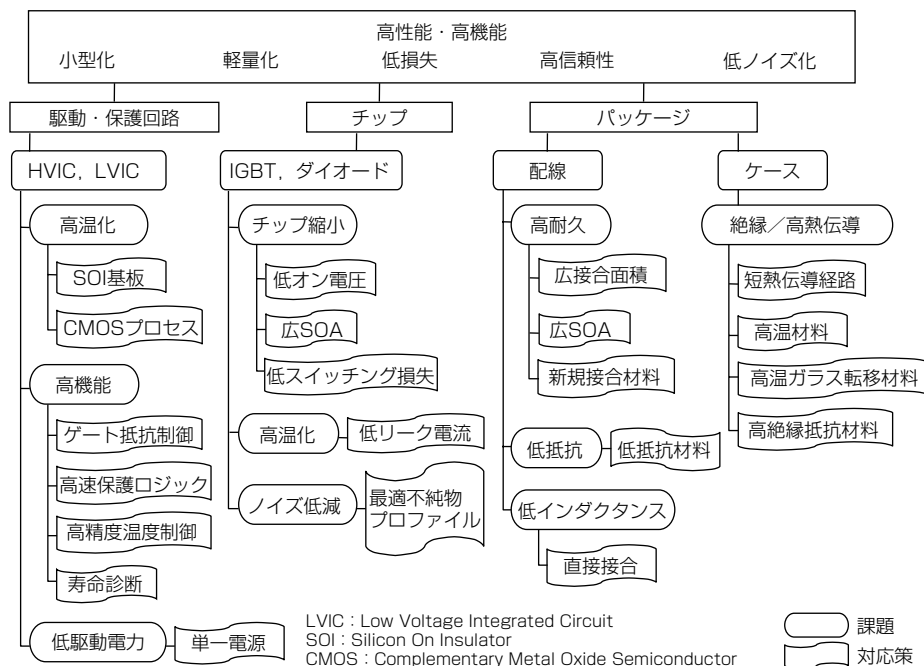 高性能・高機能
小型化 軽量化 低損失 高信頼性 低ノイズ化
駆動・保護回路
チップ
パッケージ
HVIC，LVIC
高温化
SOI基板
CMOSプロセス
高機能
ゲート抵抗制御
高速保護ロジック
高精度温度制御
寿命診断
低駆動電力
単一電源
IGBT，ダイオード
チップ縮小
低オン電圧
広SOA
低スイッチング損失
高温化
低リーク電流
ノイズ低減
最適不純物
プロファイル
配線
高耐久
広接合面積
広SOA
新規接合材料
低抵抗
低抵抗材料
低インダクタンス
直接接合
ケース
絶縁／高熱伝導
短熱伝導経路
高温材料
高温ガラス転移材料
高絶縁抵抗材料
LVIC：Low Voltage Integrated Circuit
SOI：Silicon On Insulator
CMOS：Complementary Metal Oxide Semiconductor
課題
対応策